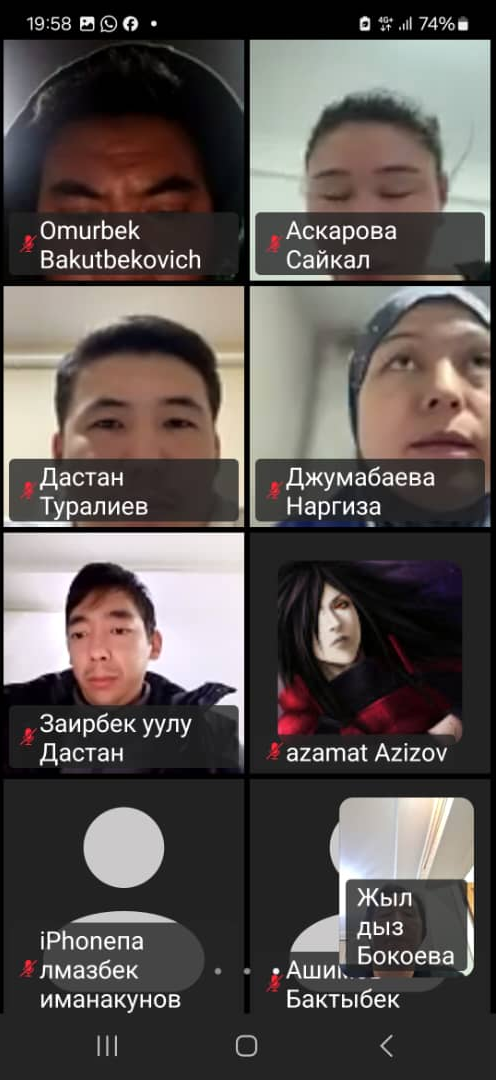 19:58
4G+
74%
Omurbek
Bakutbekovich
Аскарова
Сайкал
Дастан
Туралиев
Джумабаева
Наргиза
Заирбек уулу
Дастан
azamat Azizov
iPhoneпа
лмазбек
иманакунов
Бактыбек
Жыл
дыз
Бокоева